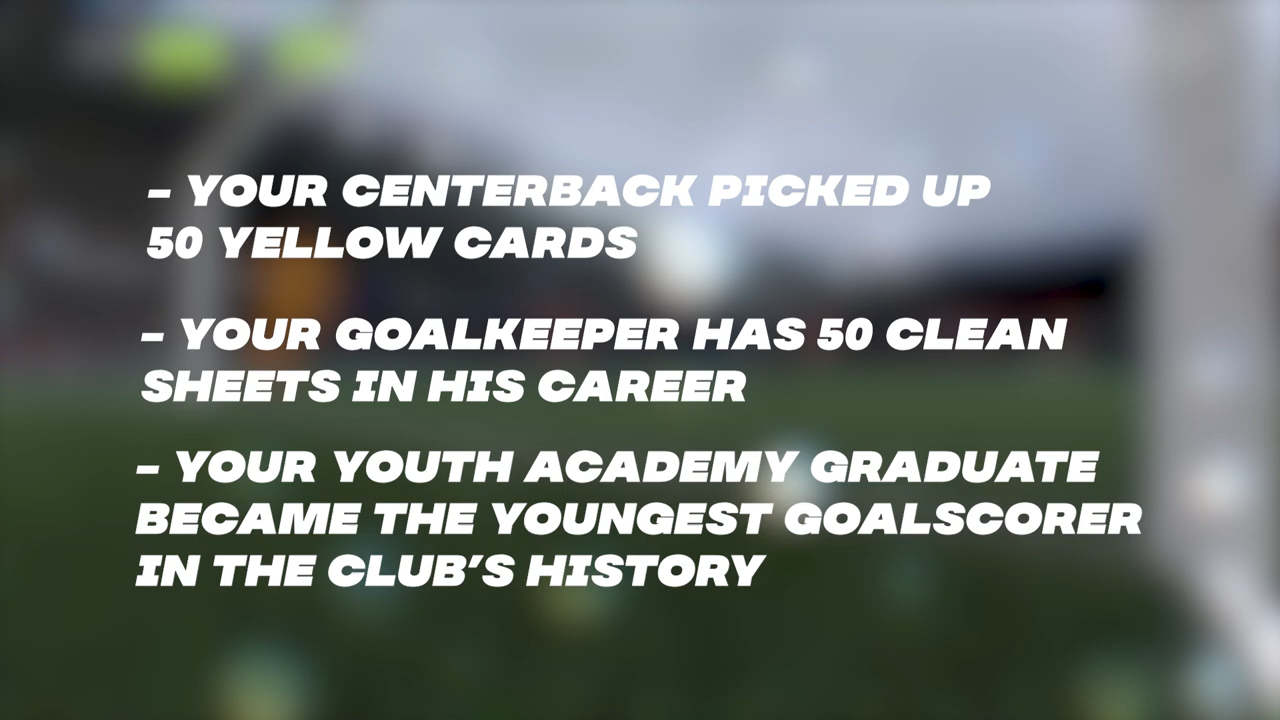 - YOUR CENTERBACK PICKED UP
50 YELLOW CARDS
- YOUR GOALKEEPER HAS 50 CLEAN
SHEETS IN HIS CAREER
- YOUR YOUTH ACADEMY GRADUATE
BECAME THE YOUNGEST GOALSCORER
IN THE CLUB'S HISTORY